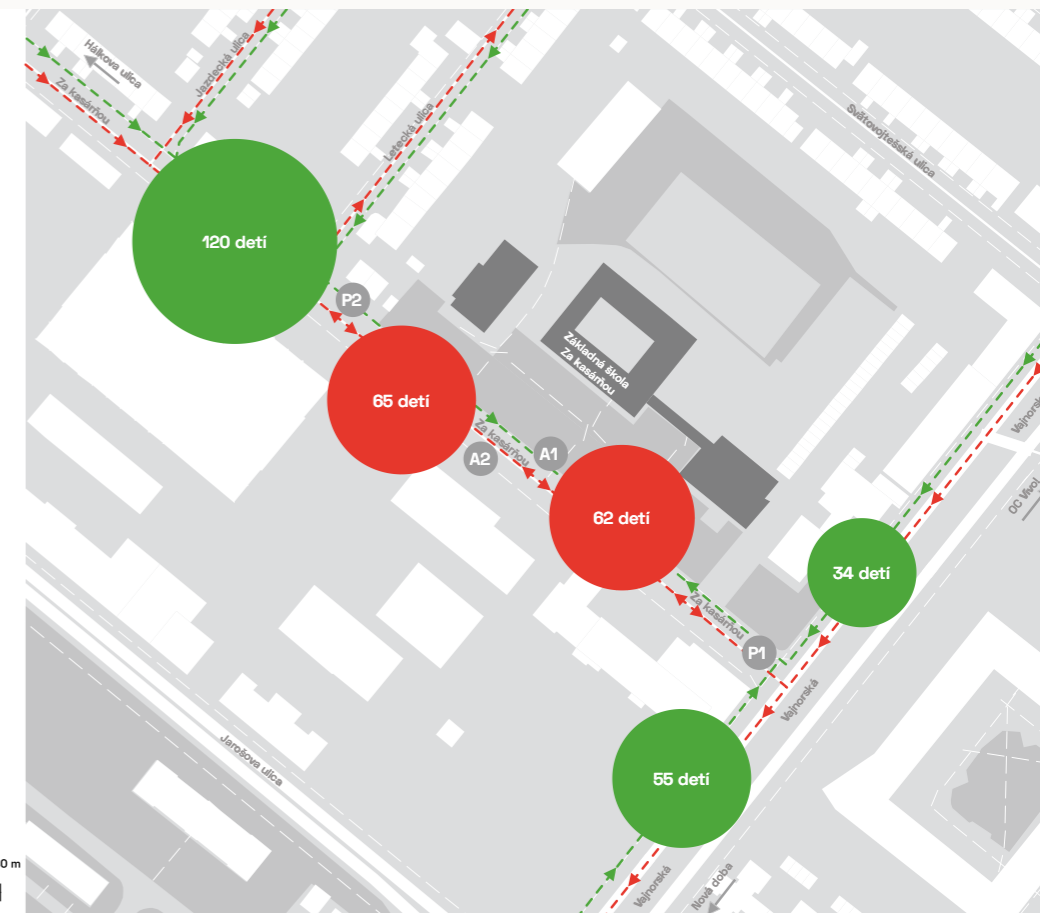 Hálkova ulica
Za kasárňou
Jazdecká ulica
Letecká ulica
Svätovojtešská ulica
120 detí
P2
Základná škola
Za kasárňou
65 detí
Za kasárňou
A1
A2
62 detí
Vajnorská
OC Vivo!
34 detí
Za kasárňou
P1
Vajnorská
Jarošova ulica
55 detí
0 m
Vajnorská
Nová doba